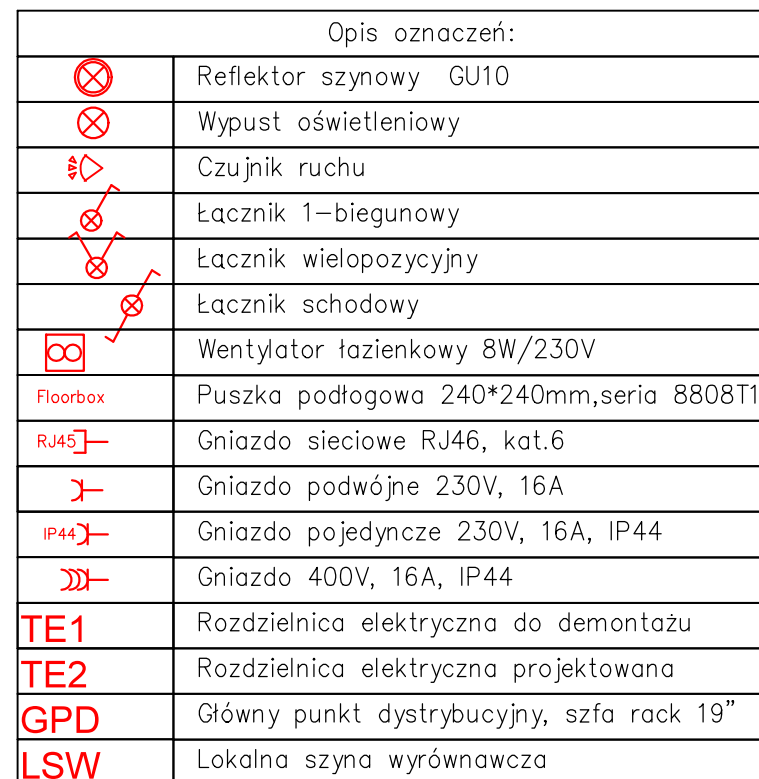 Opis oznaczeń:
Reflektor szynowy GU10
Wypust oświetleniowy
Czujnik ruchu
Łącznik 1-biegunowy
Łącznik wielopozycyjny
Łącznik schodowy
Wentylator łazienkowy 8W/230V
Floorbox Puszka podłogowa 240*240mm,seria 8808T1
RJ45 Gniazdo sieciowe RJ46, kat.6
Gniazdo podwójne 230V, 16A
IP44 Gniazdo pojedyncze 230V, 16A, IP44
Gniazdo 400V, 16A, IP44
TE1 Rozdzielnica elektryczna do demontażu
TE2 Rozdzielnica elektryczna projektowana
GPD Główny punkt dystrybucyjny, szfa rack 19”
LSW Lokalna szyna wyrównawcza